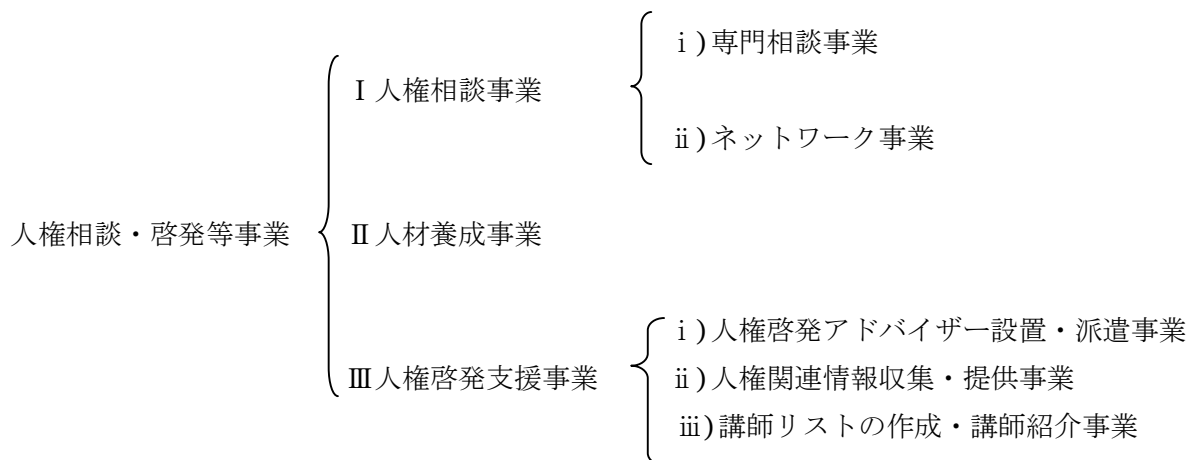 人権相談・啓発等事業
Ⅰ人権相談事業
ⅰ)専門相談事業
ⅱ)ネットワーク事業
Ⅱ人材養成事業
Ⅲ人権啓発支援事業
ⅰ)人権啓発アドバイザー設置・派遣事業
ⅱ)人権関連情報収集・提供事業
ⅲ)講師リストの作成・講師紹介事業